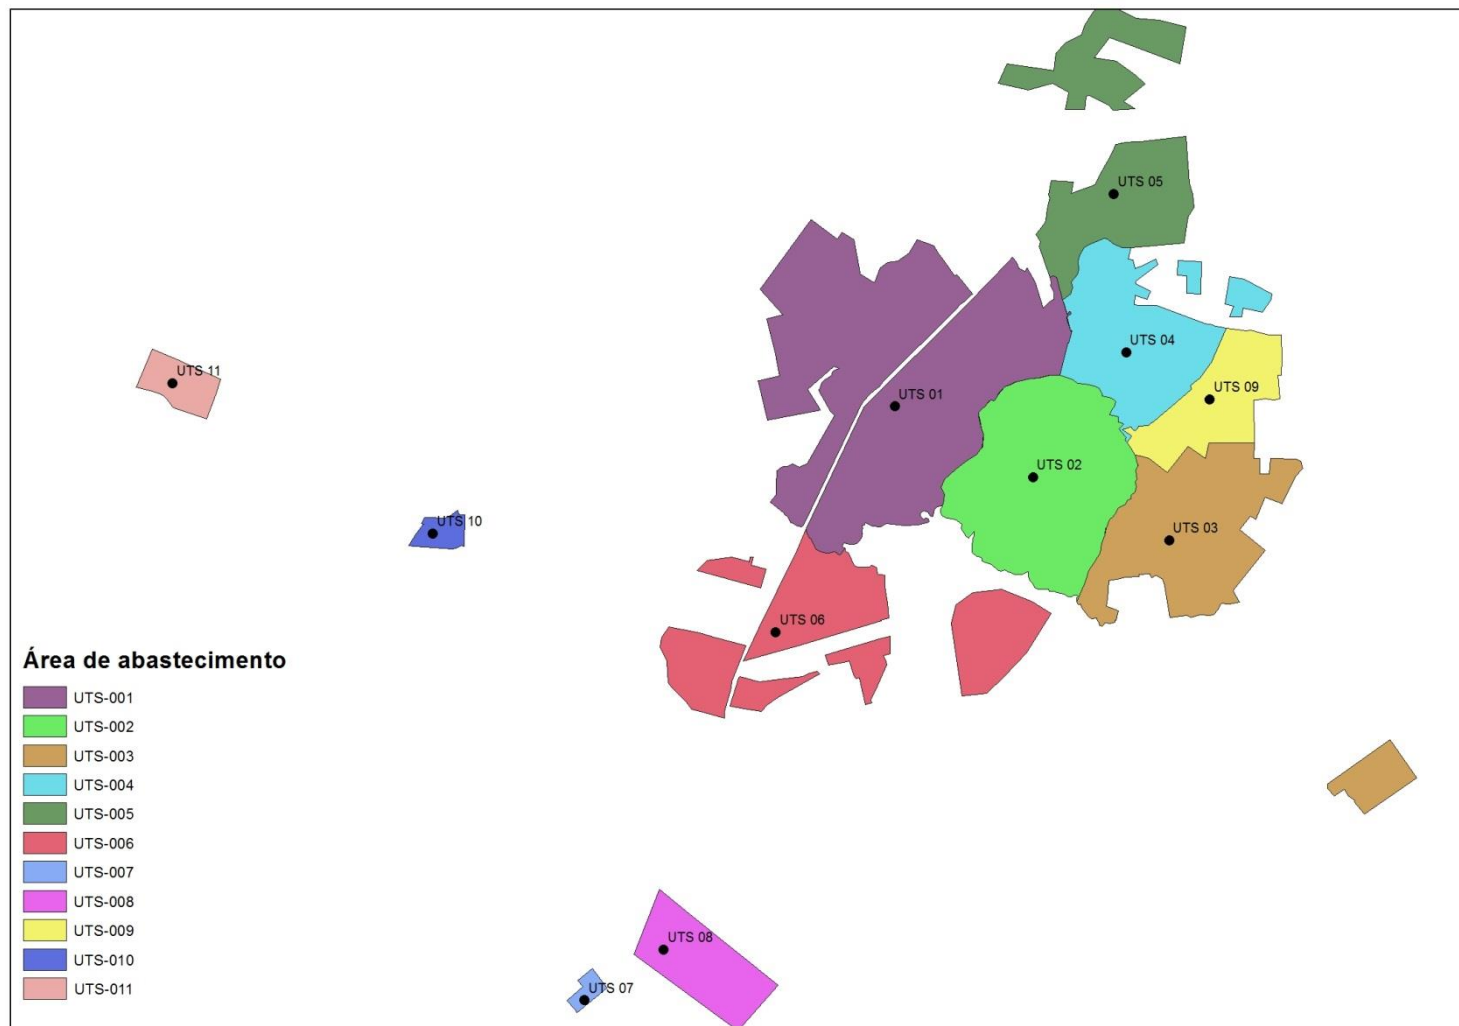 UTS 05
UTS 04
UTS 11
UTS 01
UTS 09
UTS 02
UTS 10
UTS 03
UTS 06
Área de abastecimento
UTS-001
UTS-002
UTS-003
UTS-004
UTS-005
UTS-006
UTS-007
UTS-008
UTS-009
UTS-010
UTS-011
UTS 08
UTS 07